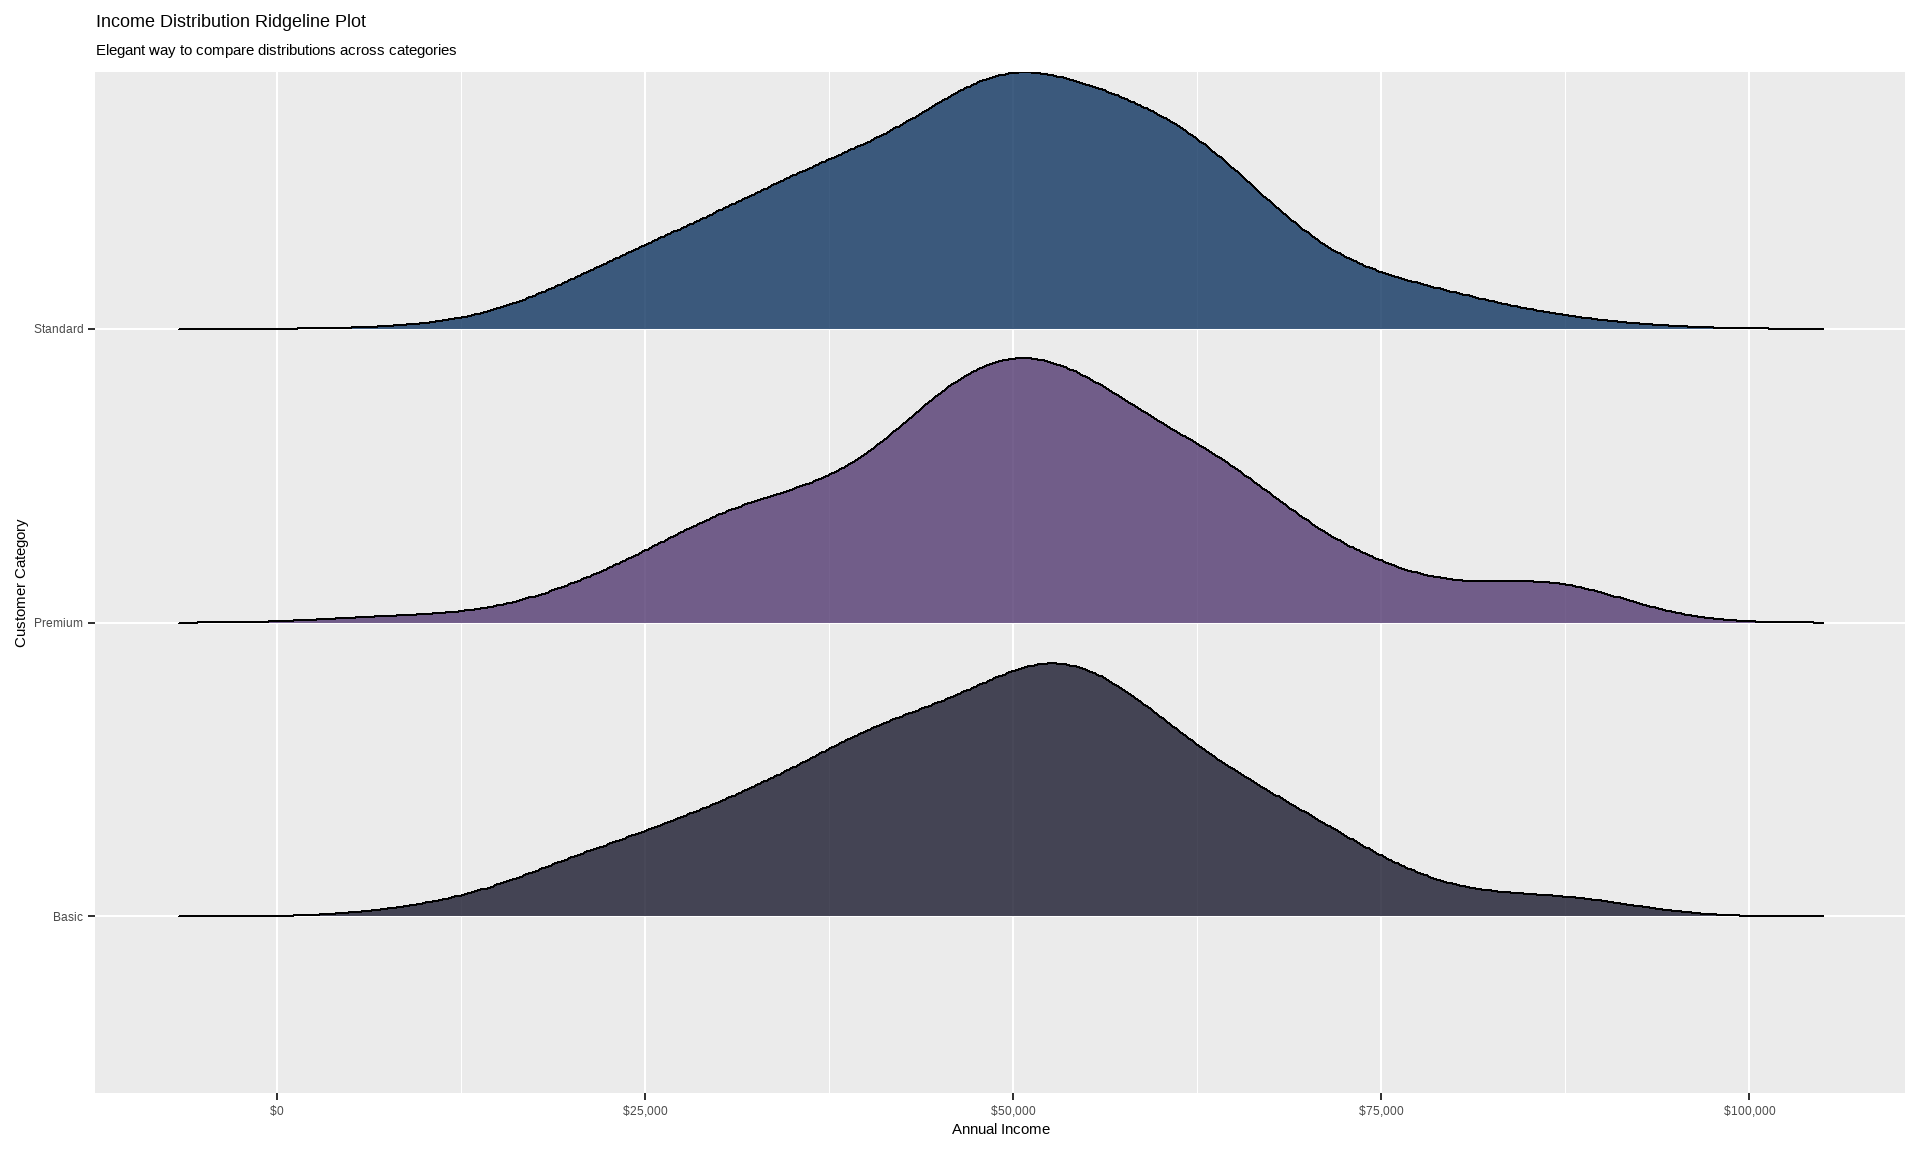 Income Distribution Ridgeline Plot
Elegant way to compare distributions across categories
Customer Category
Standard
Premium
Basic
$0
$25,000
$50,000
$75,000
$100,000
Annual Income